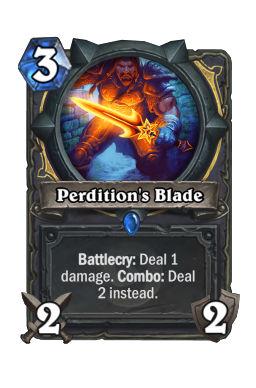 3
Perdition's Blade
Battlecry: Deal 1
damage. Combo: Deal
2 instead.
2 2